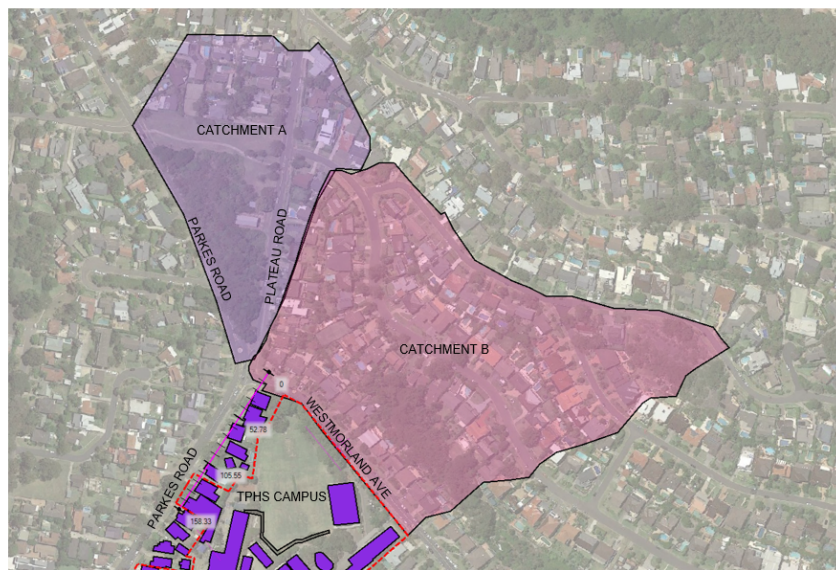 CATCHMENT A
PARKES ROAD
PLATEAU ROAD
CATCHMENT B
0
WESTMORLAND AVE
52.78
PARKES ROAD
105.55
TPHS CAMPUS
158.33